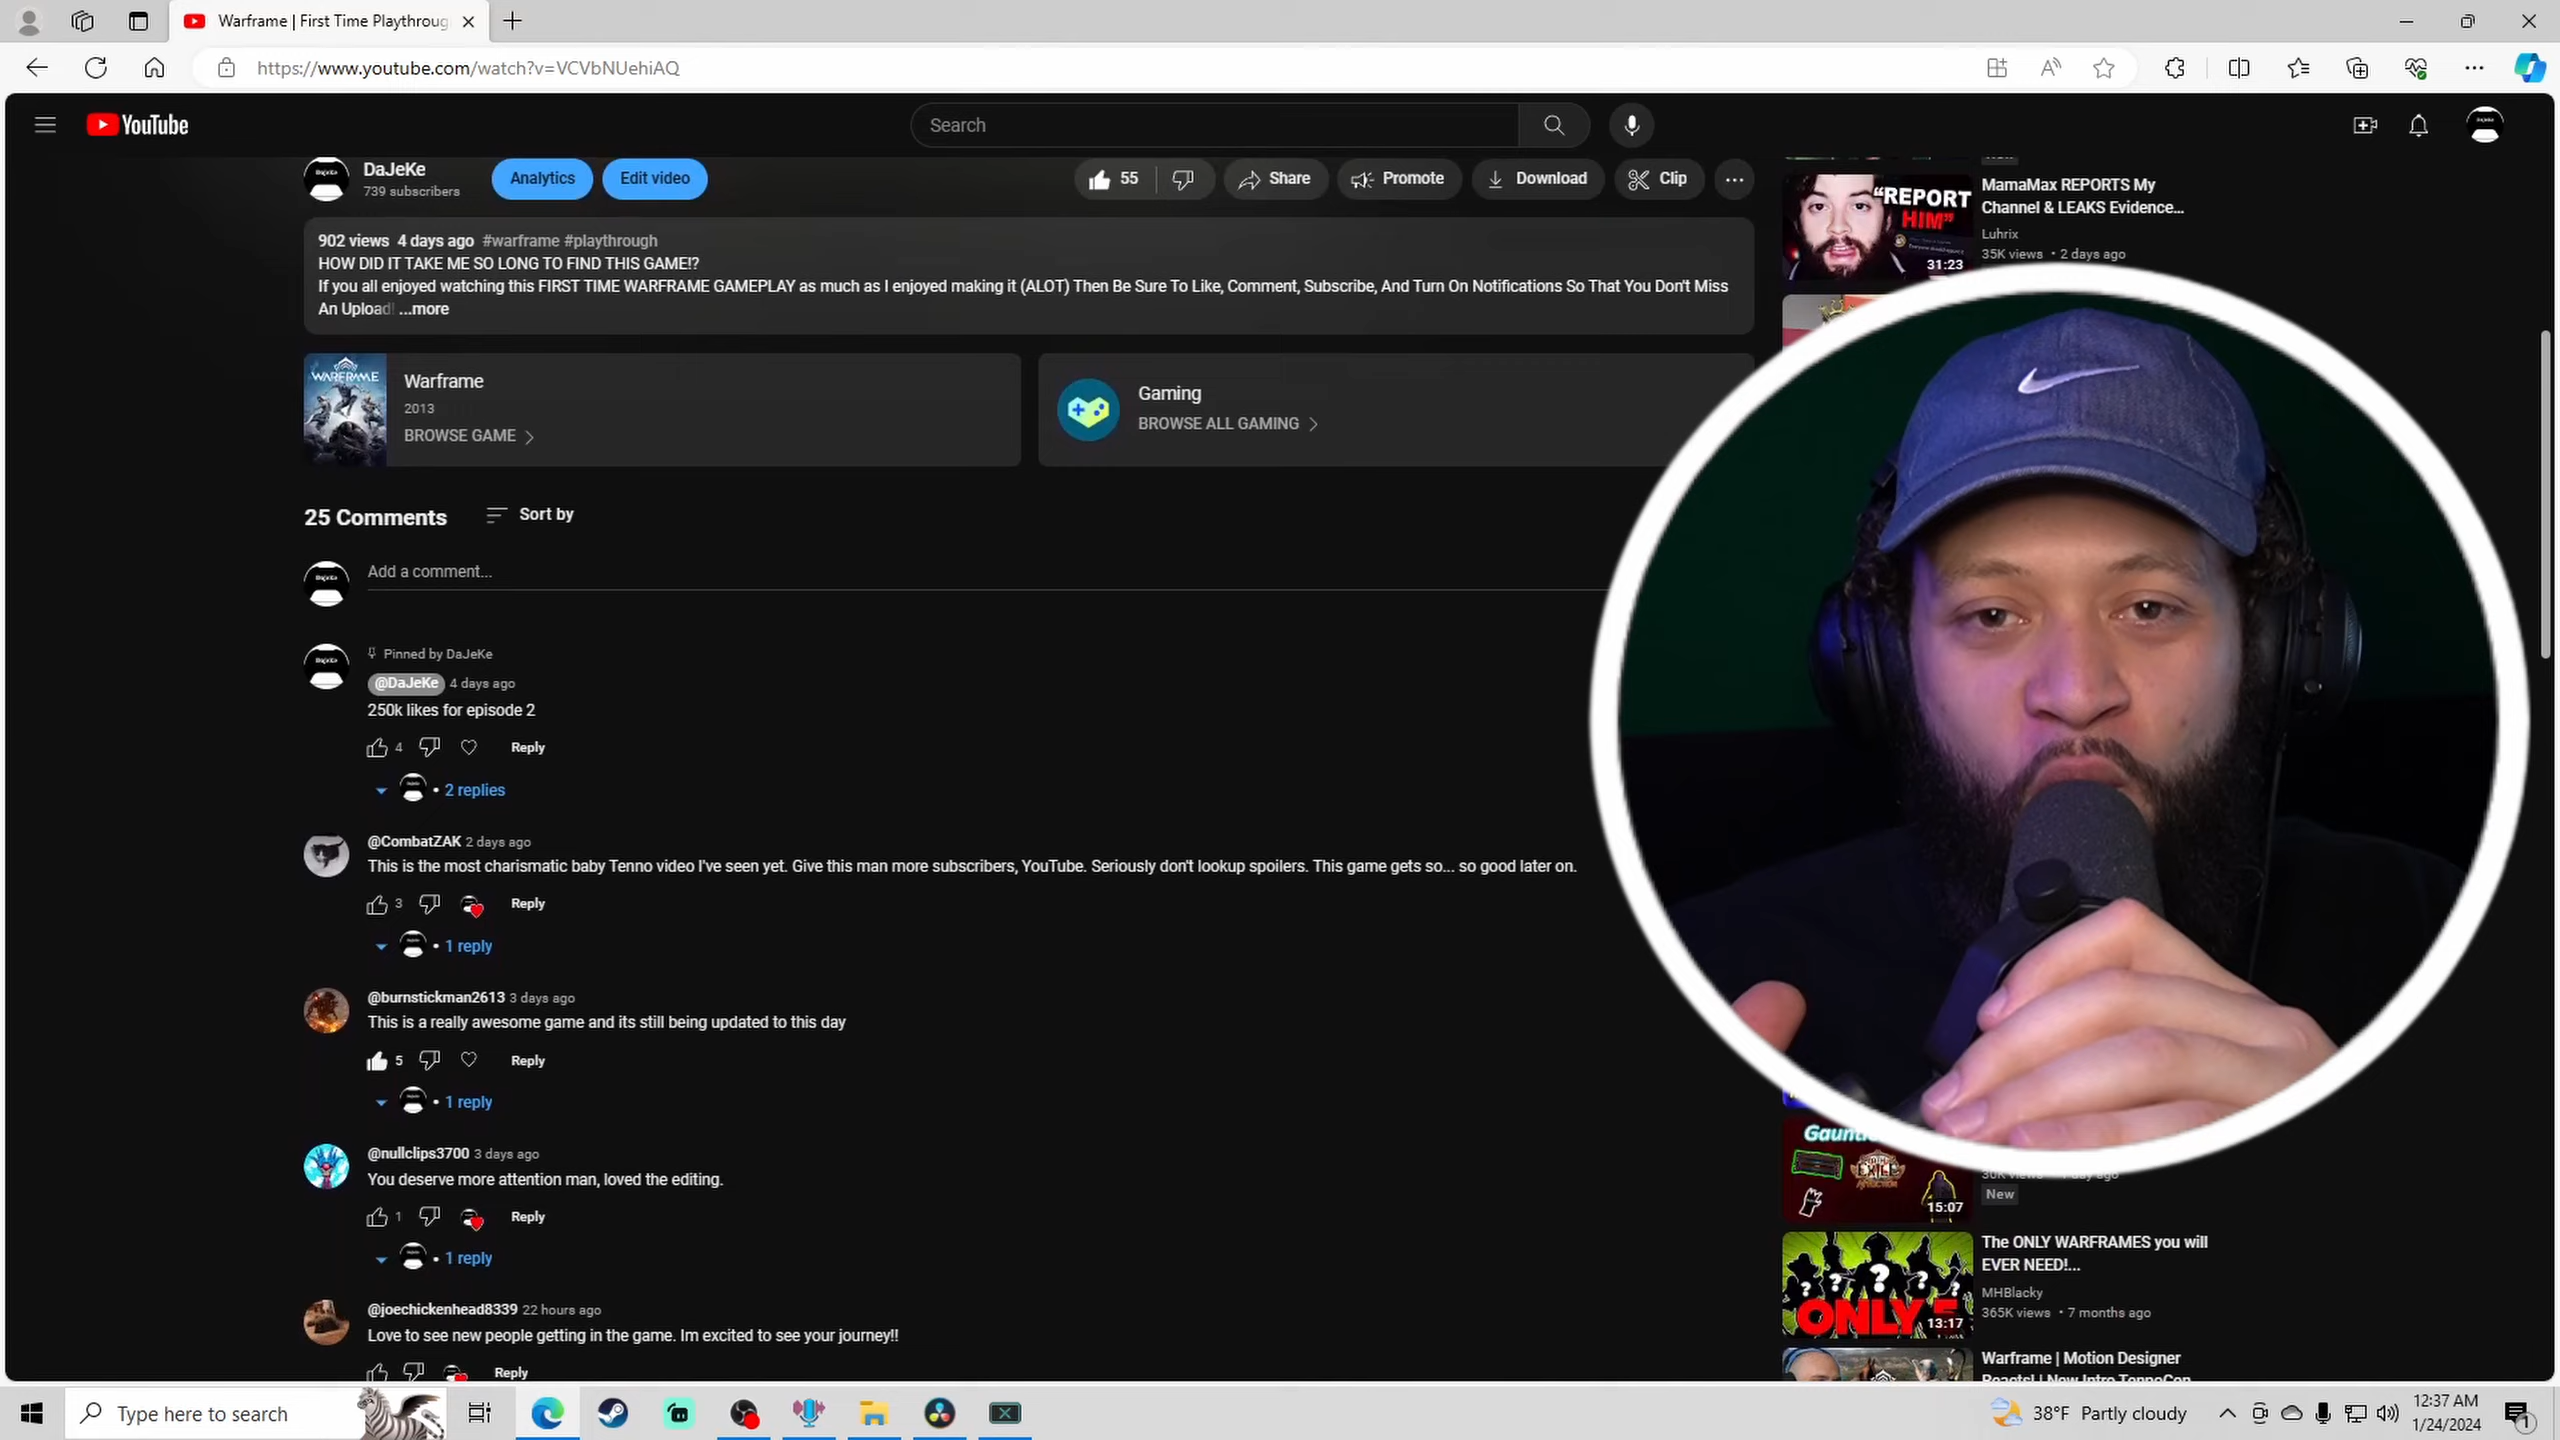 Warframe | First Time Playthroug
https://www.youtube.com/watch?v=VCVbNUehiAQ
YouTube
Search
DaJeKe
739 subscribers
Analytics
Edit video
55
Share
Promote
Download
Clip
902 views 4 days ago #warframe #playthrough
HOW DID IT TAKE ME SO LONG TO FIND THIS GAME!?
If you all enjoyed watching this FIRST TIME WARFRAME GAMEPLAY as much as I enjoyed making it (ALOT) Then Be Sure To Like, Comment, Subscribe, And Turn On Notifications So That You Don't Miss
An Upload! ...more
WARFRAME
Warframe
2013
BROWSE GAME
Gaming
BROWSE ALL GAMING
25 Comments
Sort by
Add a comment...
Pinned by DaJeKe
@DaJeKe 4 days ago
250k likes for episode 2
4
Reply
2 replies
@CombatZAK 2 days ago
This is the most charismatic baby Tenno video I've seen yet. Give this man more subscribers, YouTube. Seriously don't lookup spoilers. This game gets so... so good later on.
3
Reply
1 reply
@burnstickman2613 3 days ago
This is a really awesome game and its still being updated to this day
5
Reply
1 reply
@nullclips3700 3 days ago
You deserve more attention man, loved the editing.
1
Reply
1 reply
@joechickenhead8339 22 hours ago
Love to see new people getting in the game. Im excited to see your journey!!
Reply
"REPORT
HIM"
31:23
MamaMax REPORTS My
Channel & LEAKS Evidence...
Luhrix
35K views • 2 days ago
15:07
New
ONLY 5
13:17
The ONLY WARFRAMES you will
EVER NEED!...
MHBlacky
365K views • 7 months ago
Warframe | Motion Designer
Reacts! | New Intro TennoCon
Type here to search
38°F Partly cloudy
12:37 AM
1/24/2024
1